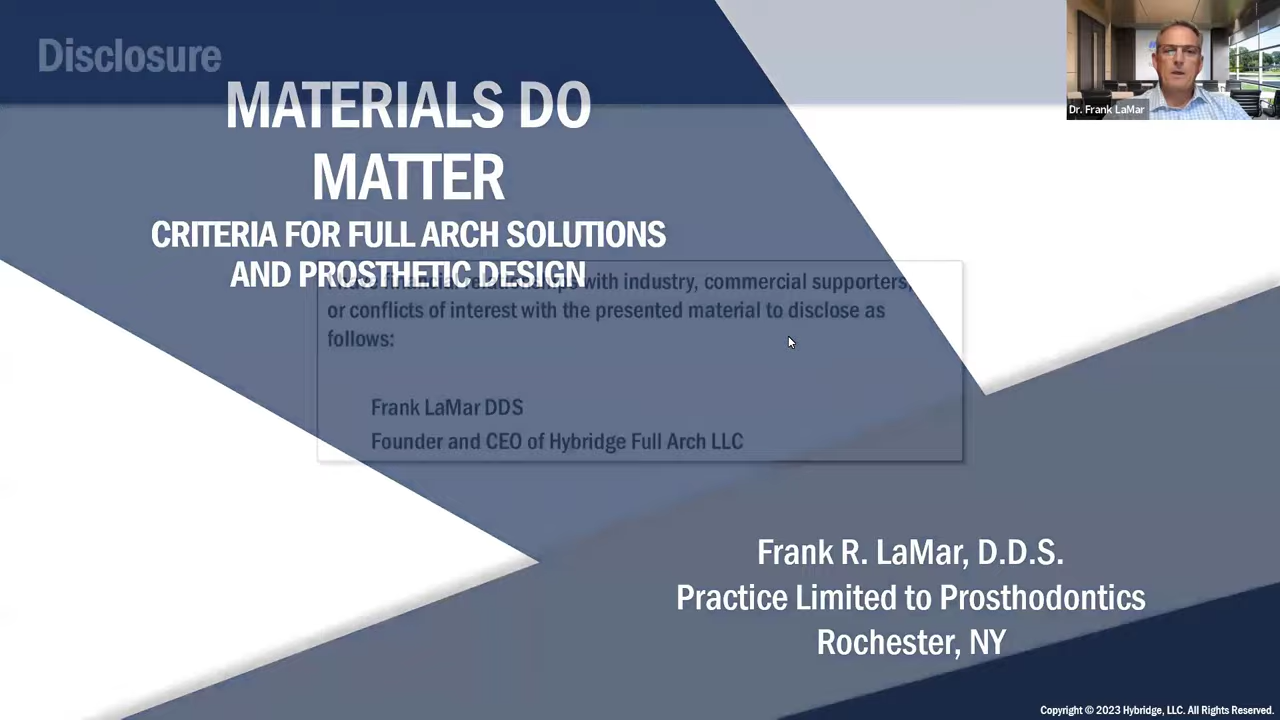 Disclosure
MATERIALS DO
MATTER
CRITERIA FOR FULL ARCH SOLUTIONS
AND PROSTHETIC DESIGN
with industry, commercial supporters,
or conflicts of interest with the presented material to disclose as
follows:
Frank LaMar DDS
Founder and CEO of Hybridge Full Arch LLC
Frank R. LaMar, D.D.S.
Practice Limited to Prosthodontics
Rochester, NY
Dr. Frank LaMar
Copyright © 2023 Hybridge, LLC. All Rights Reserved.